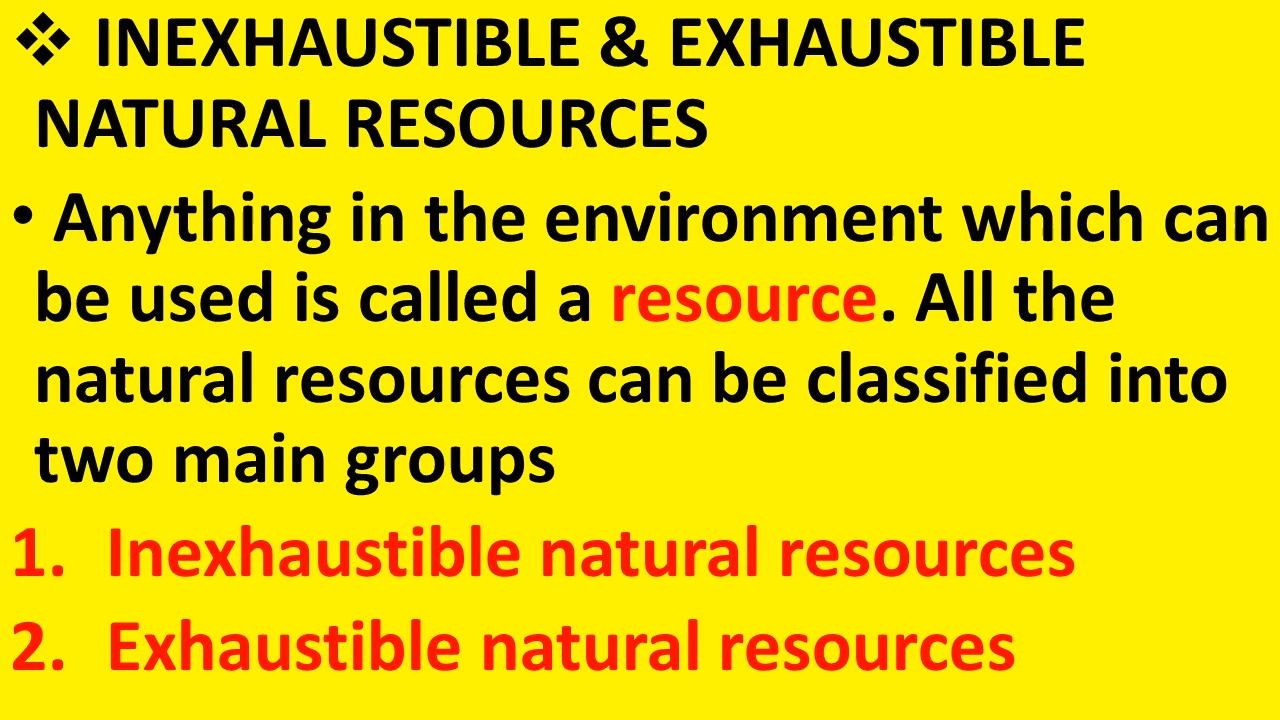 ❖ INEXHAUSTIBLE & EXHAUSTIBLE
NATURAL RESOURCES
• Anything in the environment which can
be used is called a resource. All the
natural resources can be classified into
two main groups
1. Inexhaustible natural resources
2. Exhaustible natural resources